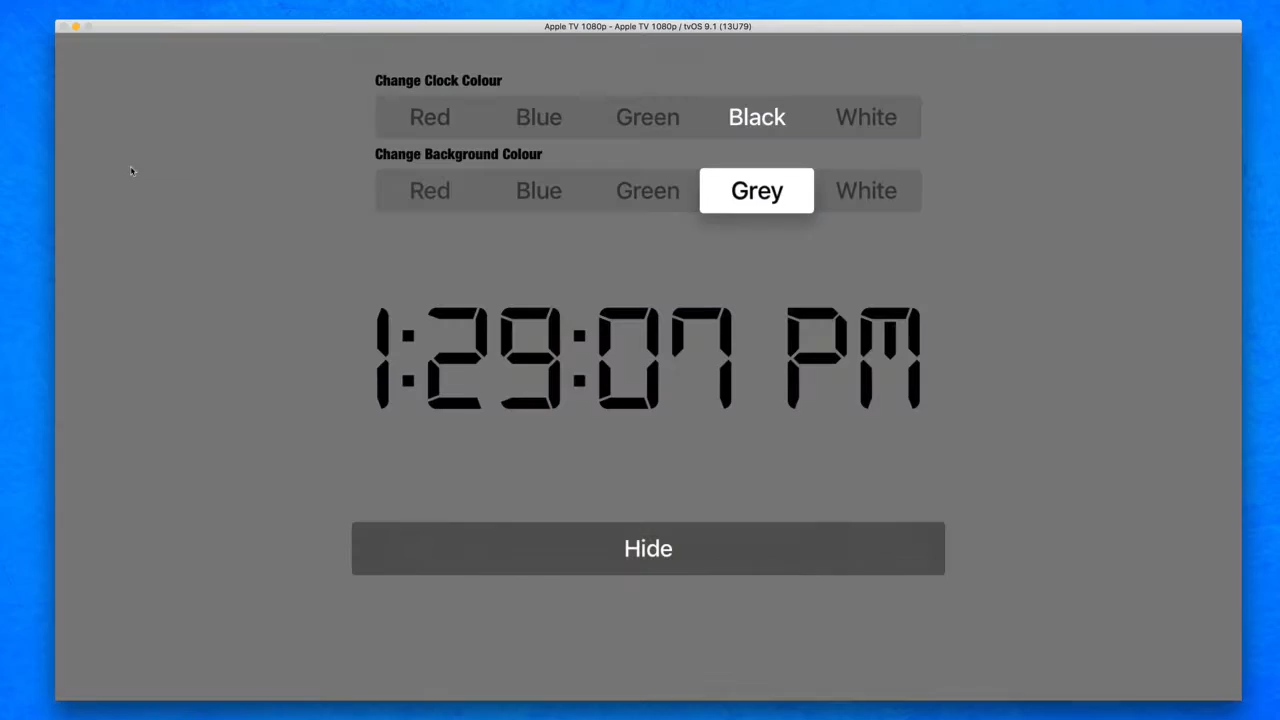 Apple TV 1080p - Apple TV 1080p / tvOS 9.1 (13U79)
Change Clock Colour
Red Blue Green Black White
Change Background Colour
Red Blue Green Grey White
1:29:07 PM
Hide